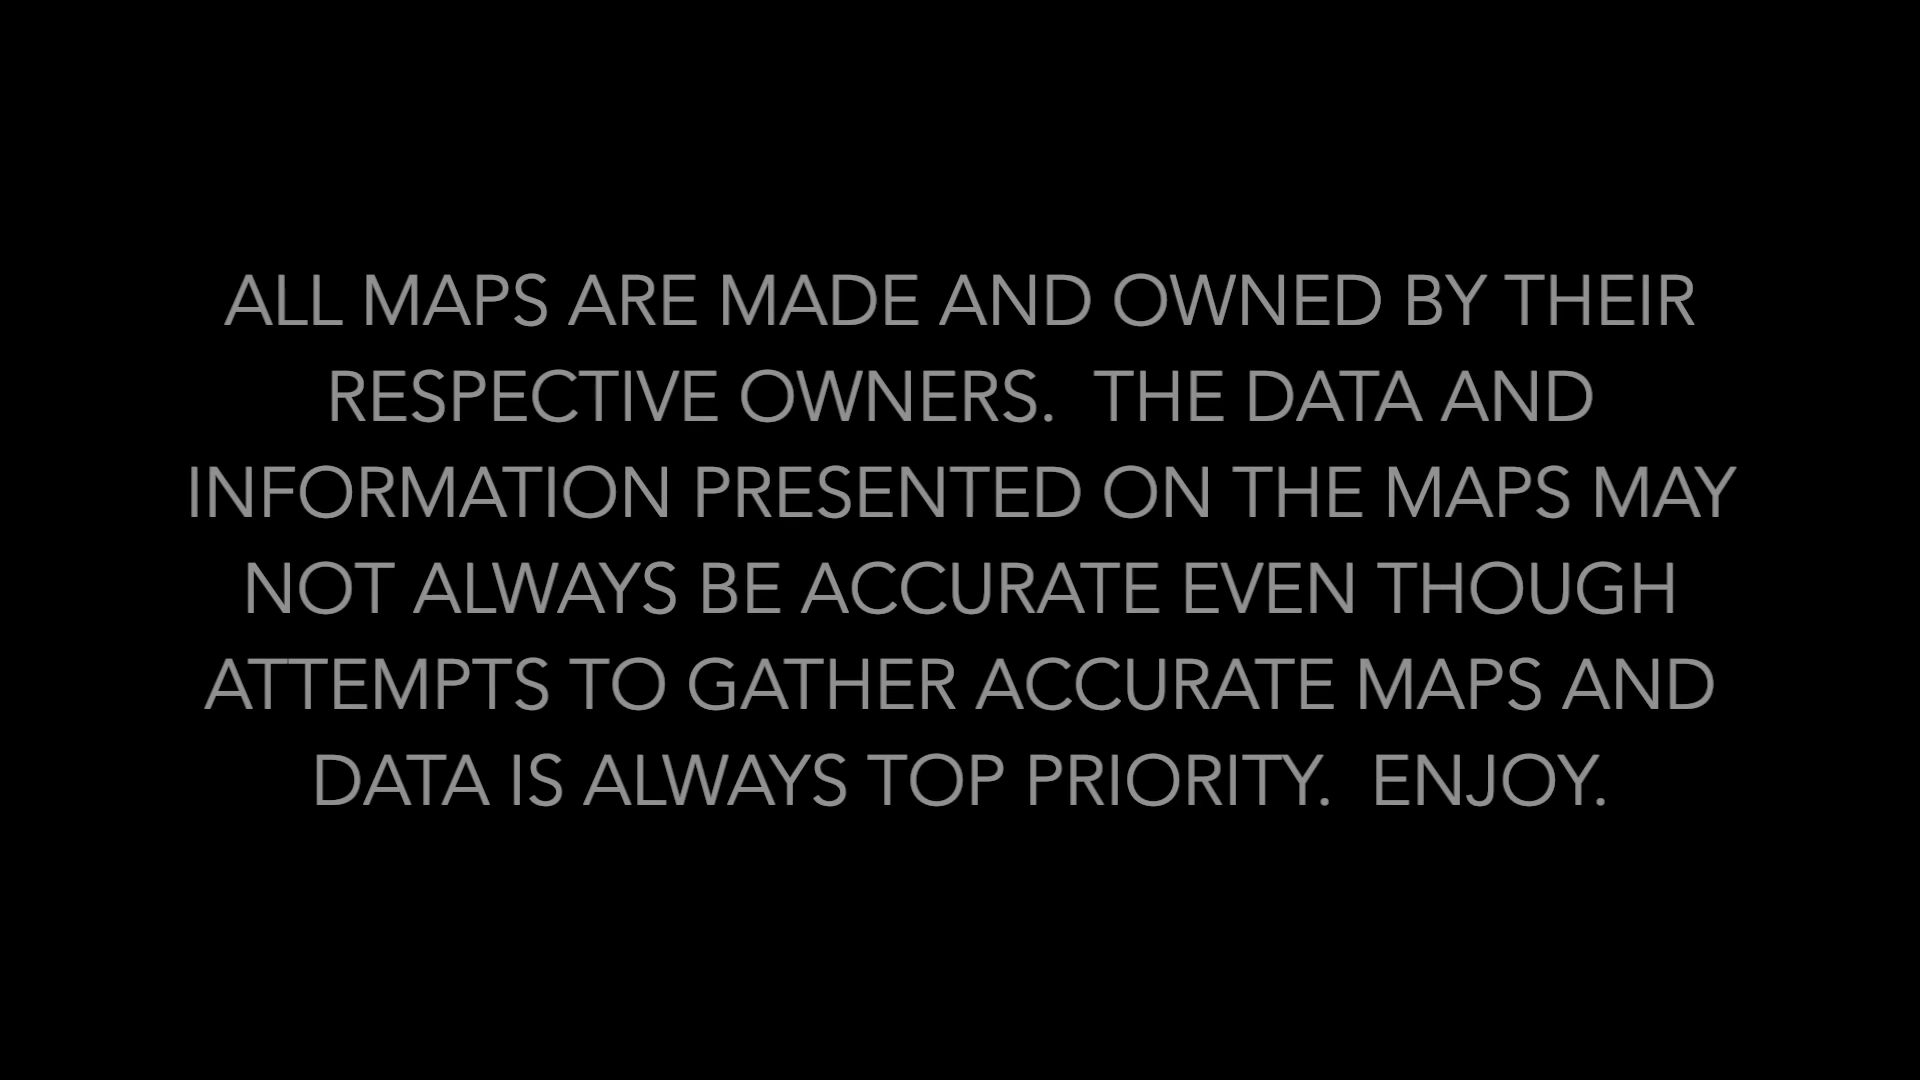 ALL MAPS ARE MADE AND OWNED BY THEIR
RESPECTIVE OWNERS.  THE DATA AND
INFORMATION PRESENTED ON THE MAPS MAY
NOT ALWAYS BE ACCURATE EVEN THOUGH
ATTEMPTS TO GATHER ACCURATE MAPS AND
DATA IS ALWAYS TOP PRIORITY.  ENJOY.